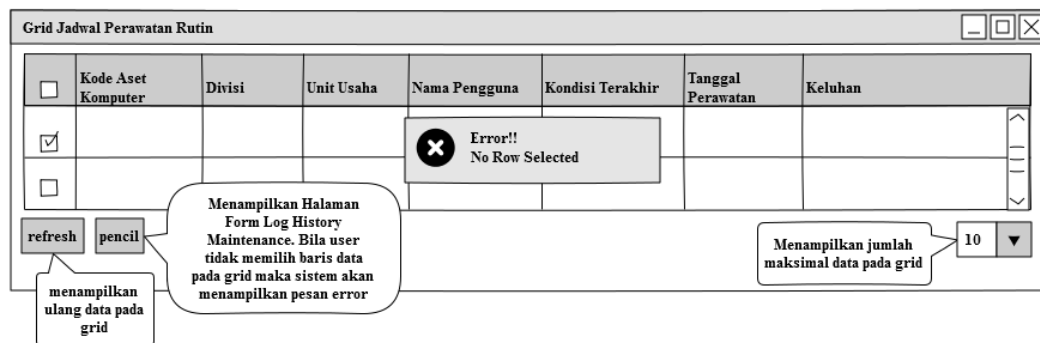 Grid Jadwal Perawatan Rutin
Kode Aset
Komputer
Divisi
Unit Usaha
Nama Pengguna
Kondisi Terakhir
Tanggal
Perawatan
Keluhan
Error!!
No Row Selected
refresh
pencil
Menampilkan Halaman
Form Log History
Maintenance. Bila user
tidak memilih baris data
pada grid maka sistem akan
menampilkan pesan error
Menampilkan jumlah
maksimal data pada grid
10
menampilkan
ulang data pada
grid